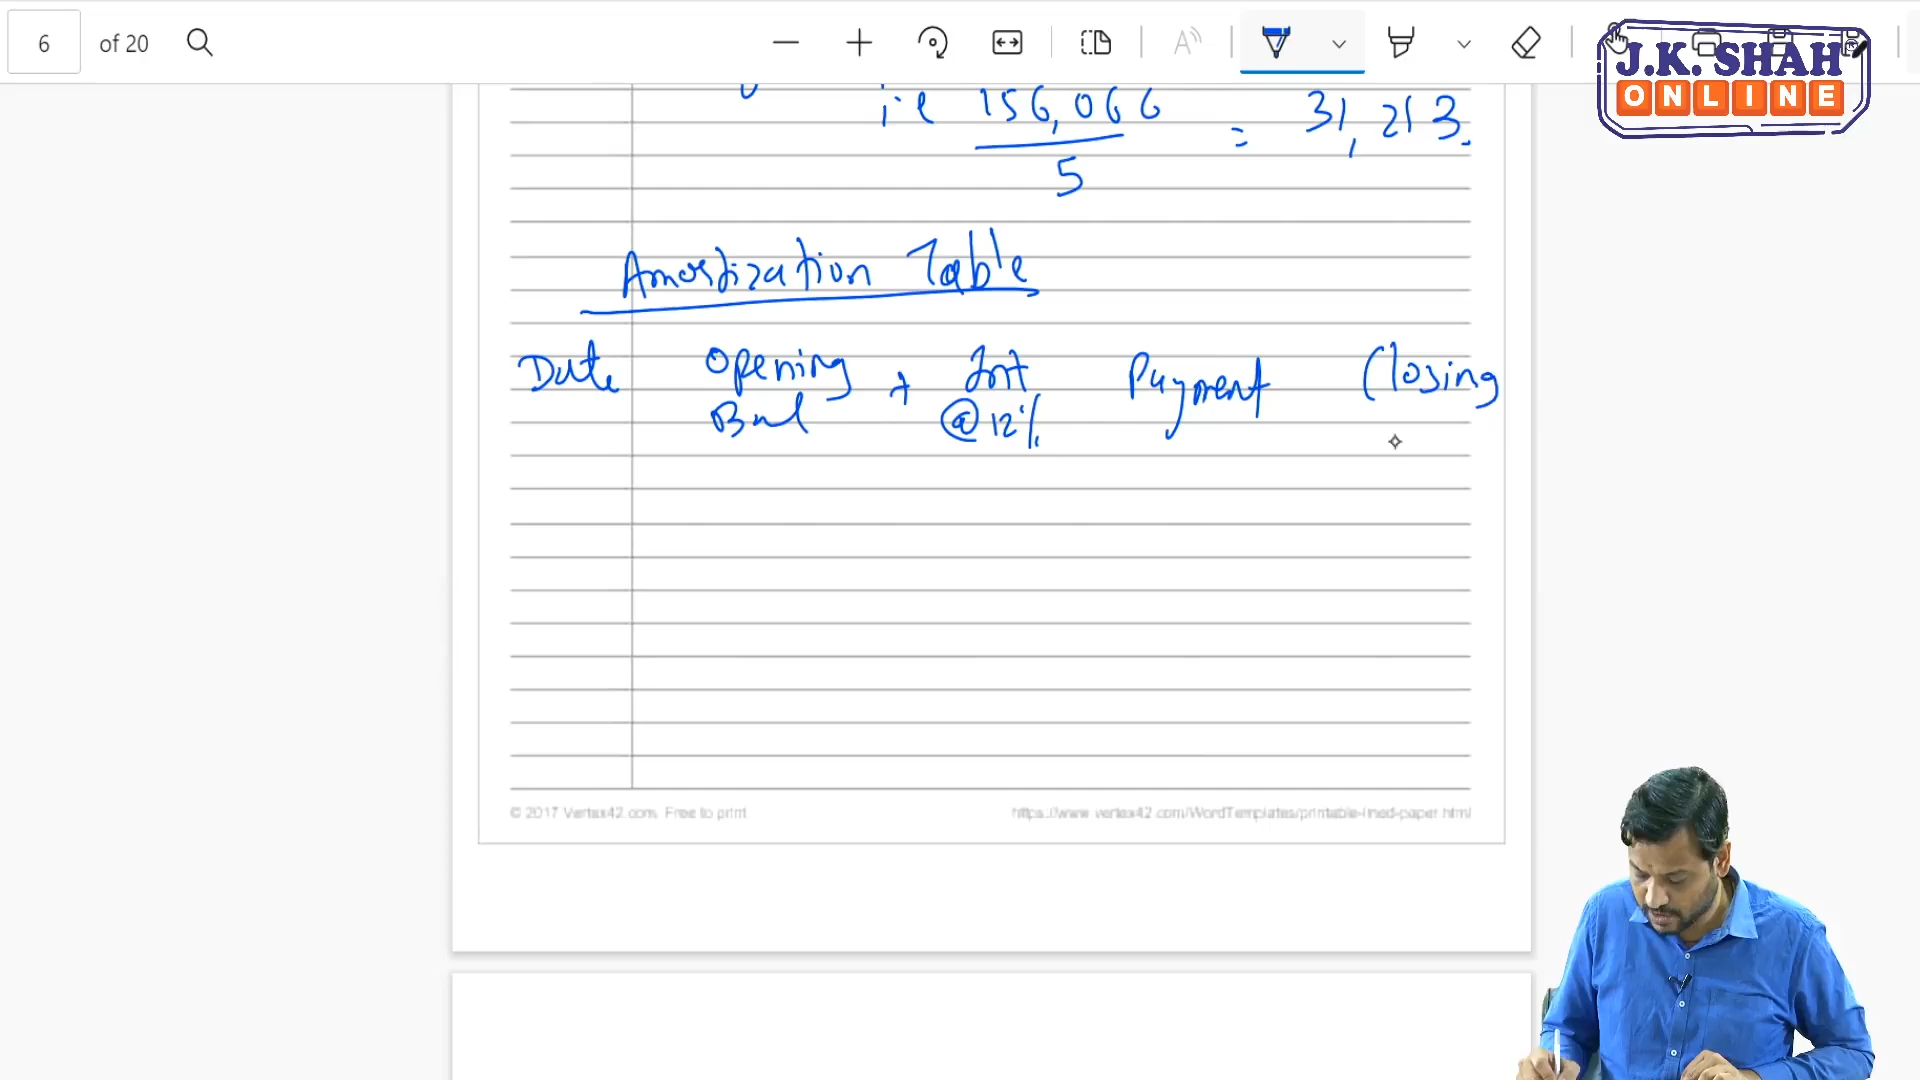 6 of 20
J.K. SHAH
ONLINE
i.e 156,066 = 31,213.
5
Amortization Table
Date Opening + Int Payment Closing
Bal @12%
© 2017 Vertex42.com. Free to print
https://www.vertex42.com/WordTemplates/printable-lined-paper.html